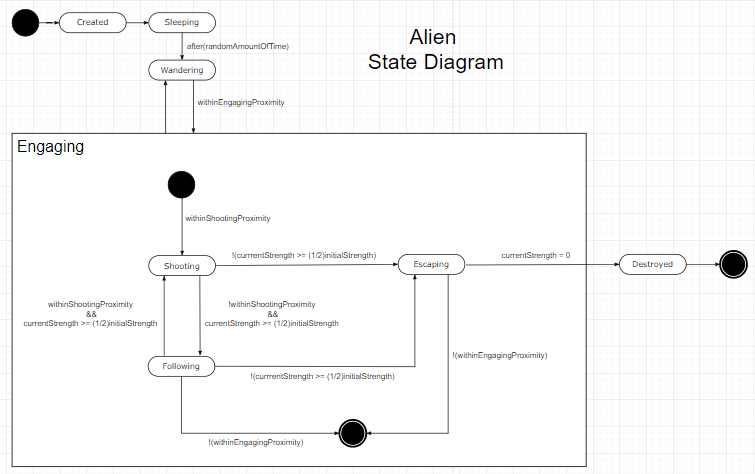 Alien
State Diagram
Created
Sleeping
after(randomAmountOfTime)
Wandering
withinEngagingProximity
Engaging
withinShootingProximity
Shooting
!(currrentStrength >= (1/2)initialStrength)
Escaping
currentStrength = 0
Destroyed
withinShootingProximity
&&
currentStrength >= (1/2)initialStrength
!withinShootingProximity
&&
currentStrength >= (1/2)initialStrength
!(withinEngagingProximity)
Following
!(currrentStrength >= (1/2)initialStrength)
!(withinEngagingProximity)